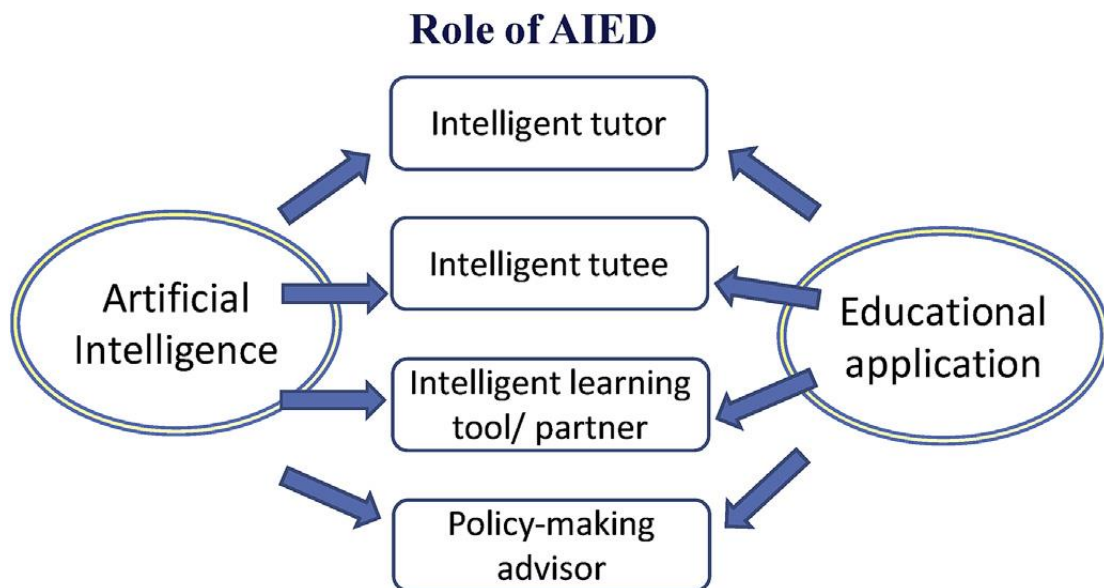 Role of AIED
Intelligent tutor
Intelligent tutee
Artificial
Intelligence
Educational
application
Intelligent learning
tool/ partner
Policy-making
advisor